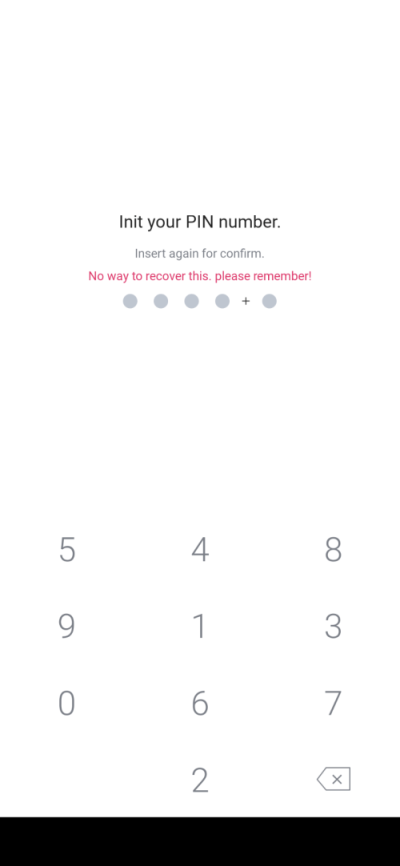 Init your PIN number.
Insert again for confirm.
No way to recover this. please remember!
+
5 4 8
9 1 3
0 6 7
2